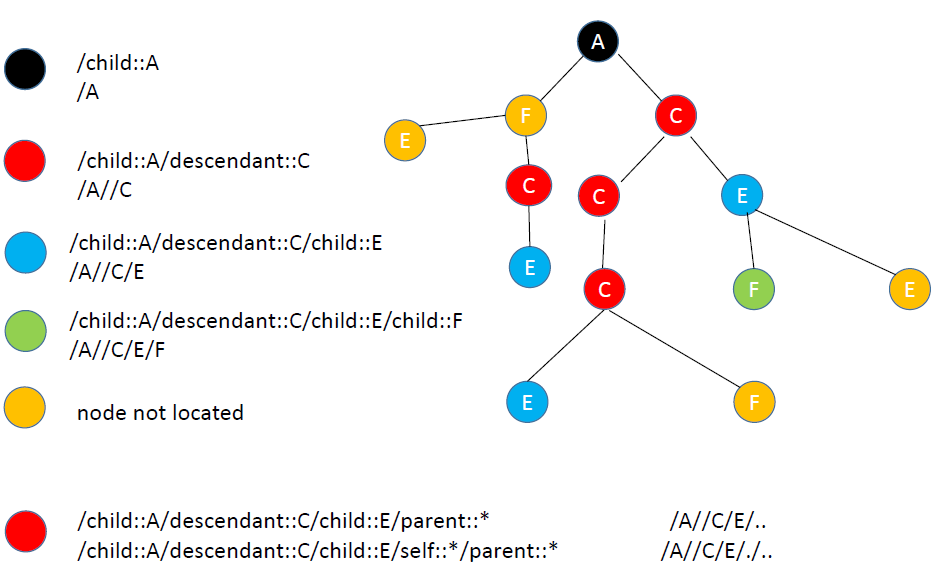 /child::A
/A
/child::A/descendant::C
/A//C
/child::A/descendant::C/child::E
/A//C/E
/child::A/descendant::C/child::E/child::F
/A//C/E/F
node not located
A
F
C
E
C
C
E
E
C
F
E
E
F
/child::A/descendant::C/child::E/parent::* /A//C/E/..
/child::A/descendant::C/child::E/self::*/parent::* /A//C/E/./..